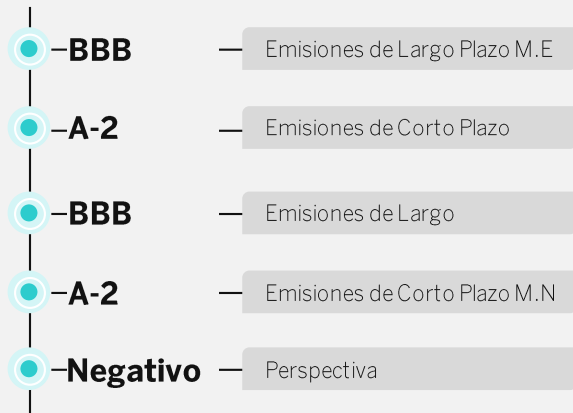 BBB Emisiones de Largo Plazo M.E
A-2 Emisiones de Corto Plazo
BBB Emisiones de Largo
A-2 Emisiones de Corto Plazo M.N
Negativo Perspectiva